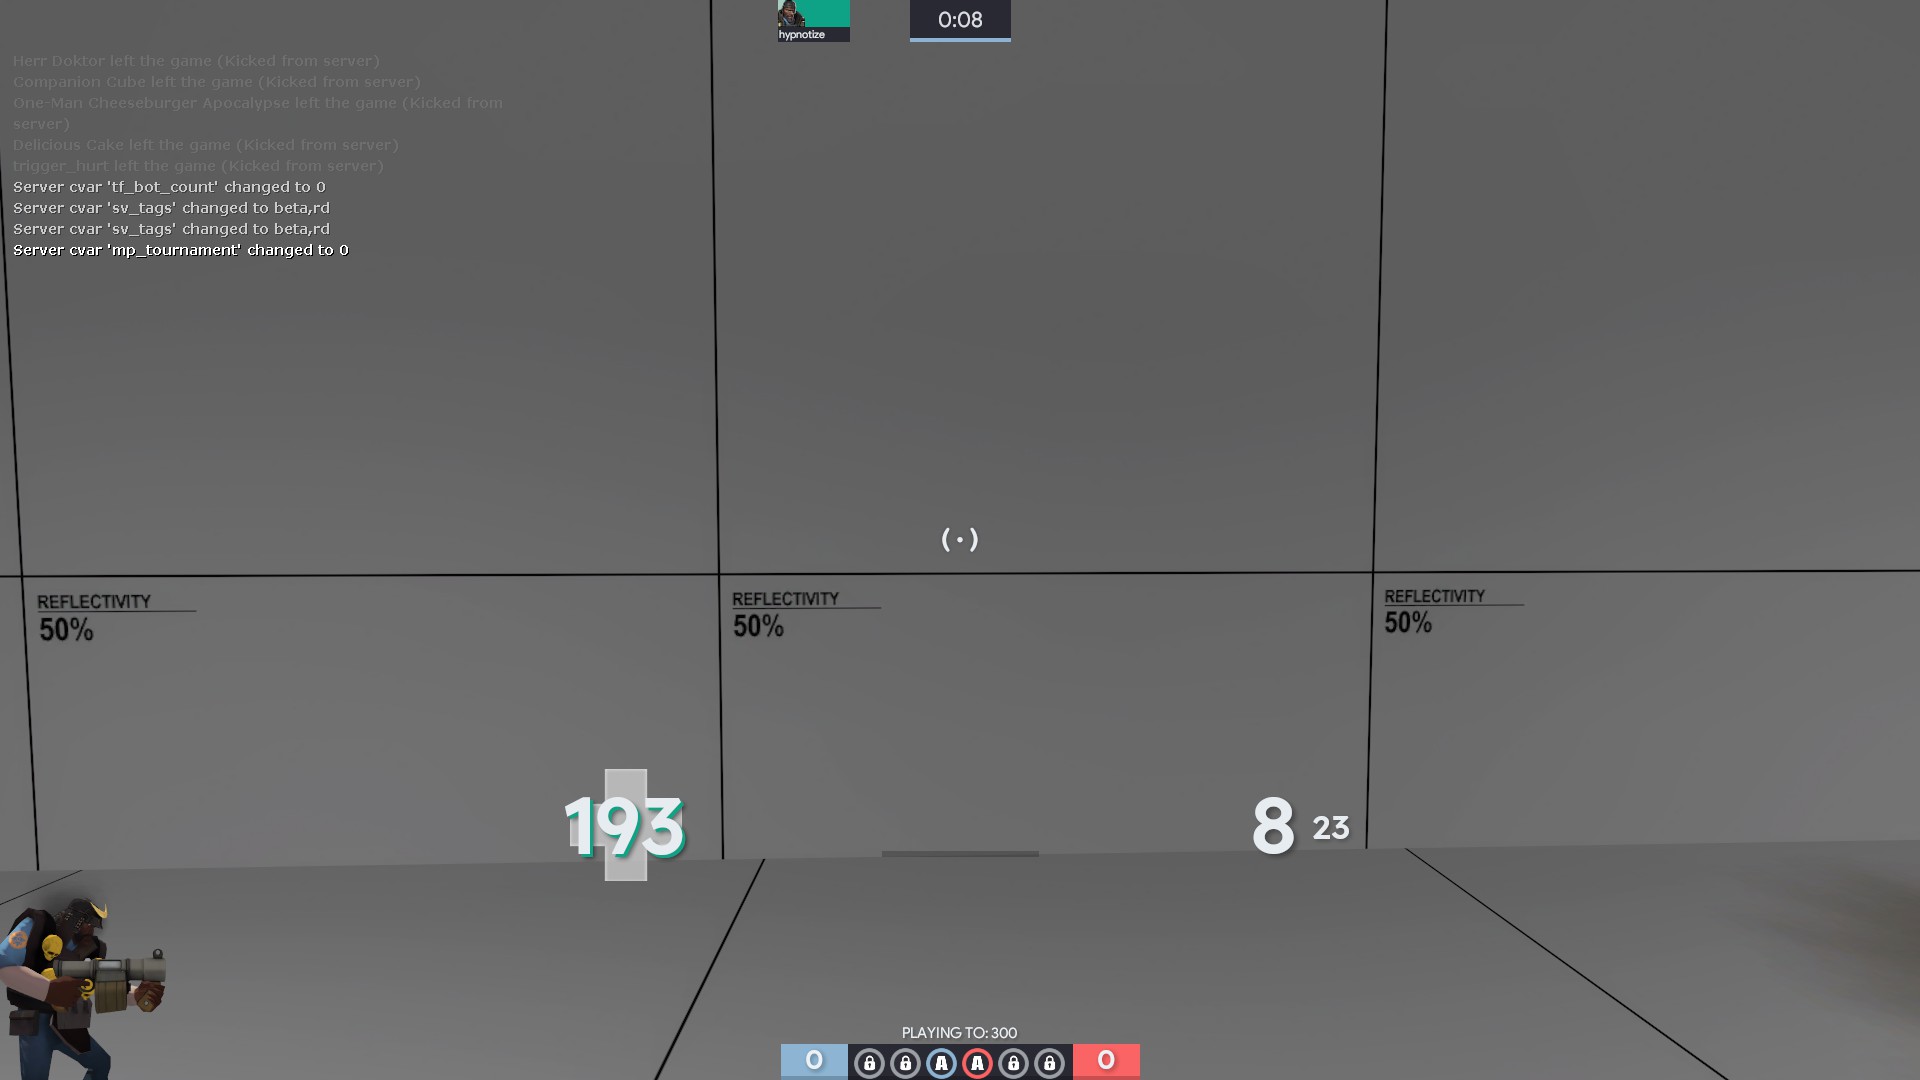 hypnotize
0:08
Herr Doktor left the game (Kicked from server)
Companion Cube left the game (Kicked from server)
One-Man Cheeseburger Apocalypse left the game (Kicked from
server)
Delicious Cake left the game (Kicked from server)
trigger_hurt left the game (Kicked from server)
Server cvar 'tf_bot_count' changed to 0
Server cvar 'sv_tags' changed to beta,rd
Server cvar 'sv_tags' changed to beta,rd
Server cvar 'mp_tournament' changed to 0
REFLECTIVITY
50%
REFLECTIVITY
50%
REFLECTIVITY
50%
193
8 23
PLAYING TO: 300
0 A A 0